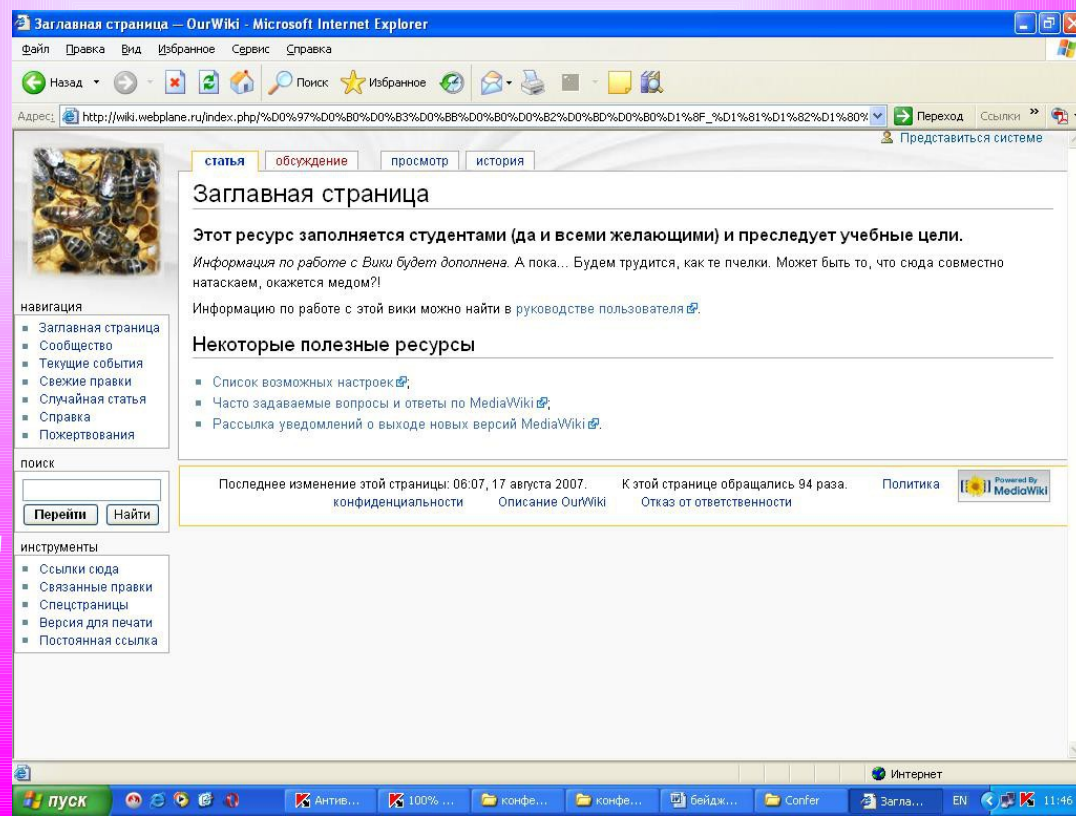 Заглавная страница — OurWiki - Microsoft Internet Explorer
Файл Правка Вид Избранное Сервис Справка
Назад Поиск Избранное
Адрес: http://wiki.webplane.ru/index.php/%D0%97%D0%B0%D0%B3%D0%BB%D0%B0%D0%B2%D0%BD%D0%B0%D1%8F_%D1%81%D1%82%D1%80% Переход Ссылки »
Представиться системе
статья обсуждение просмотр история
Заглавная страница
Этот ресурс заполняется студентами (да и всеми желающими) и преследует учебные цели.
Информация по работе с Вики будет дополнена. А пока... Будем трудится, как те пчелки. Может быть то, что сюда совместно
натаскаем, окажется медом?!
Информацию по работе с этой вики можно найти в руководстве пользователя.
Некоторые полезные ресурсы
Список возможных настроек;
Часто задаваемые вопросы и ответы по MediaWiki;
Рассылка уведомлений о выходе новых версий MediaWiki.
навигация
Заглавная страница
Сообщество
Текущие события
Свежие правки
Случайная статья
Справка
Пожертвования
поиск
Перейти Найти
инструменты
Ссылки сюда
Связанные правки
Спецстраницы
Версия для печати
Постоянная ссылка
Последнее изменение этой страницы: 06:07, 17 августа 2007. К этой странице обращались 94 раза. Политика
конфиденциальности Описание OurWiki Отказ от ответственности
Powered By
MediaWiki
Интернет
пуск Антив... 100% ... конфе... конфе... бейдж... Confer Загла... EN 11:46